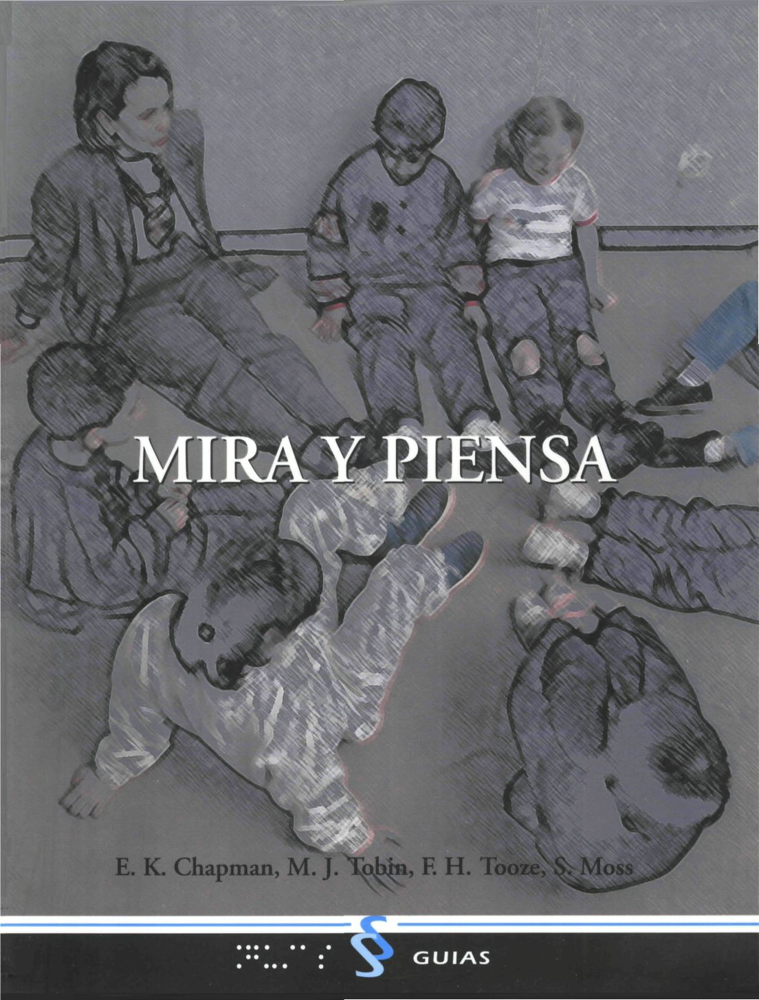 MIRA Y PIENSA
E. K. Chapman, M. J. Tobin, F. H. Tooze, S. Moss
GUIAS